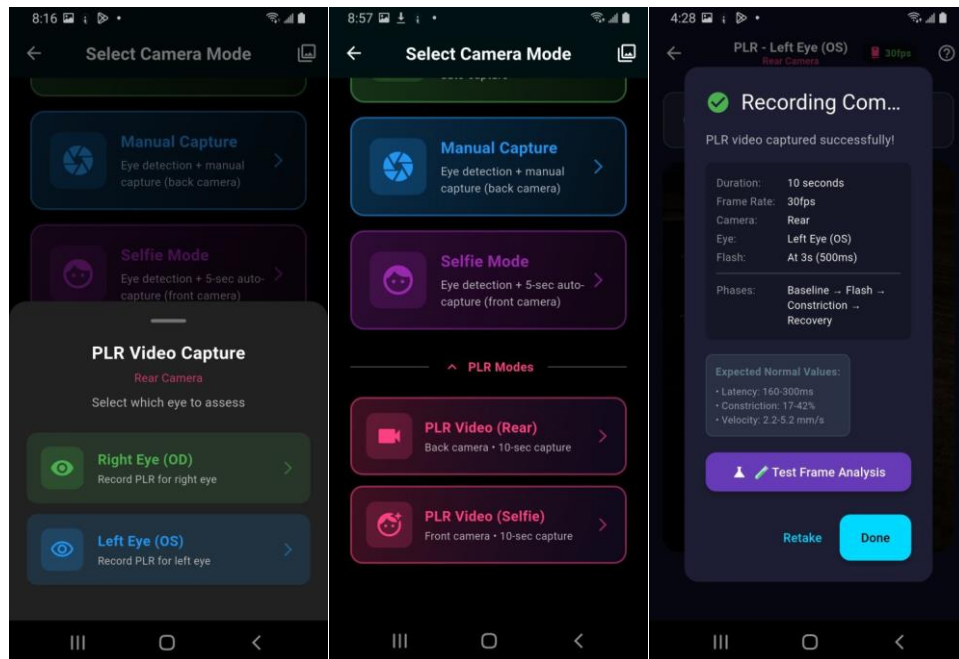 8:16
Select Camera Mode
Manual Capture
Eye detection + manual
capture (back camera)
Selfie Mode
Eye detection + 5-sec auto-
capture (front camera)
PLR Video Capture
Rear Camera
Select which eye to assess
Right Eye (OD)
Record PLR for right eye
Left Eye (OS)
Record PLR for left eye
8:57
Select Camera Mode
Manual Capture
Eye detection + manual
capture (back camera)
Selfie Mode
Eye detection + 5-sec auto-
capture (front camera)
PLR Modes
PLR Video (Rear)
Back camera • 10-sec capture
PLR Video (Selfie)
Front camera • 10-sec capture
4:28
PLR - Left Eye (OS)
Rear Camera
30fps
Recording Com...
PLR video captured successfully!
Duration: 10 seconds
Frame Rate: 30fps
Camera: Rear
Eye: Left Eye (OS)
Flash: At 3s (500ms)
Phases: Baseline → Flash →
Constriction →
Recovery
Expected Normal Values:
• Latency: 160-300ms
• Constriction: 17-42%
• Velocity: 2.2-5.2 mm/s
Test Frame Analysis
Retake
Done